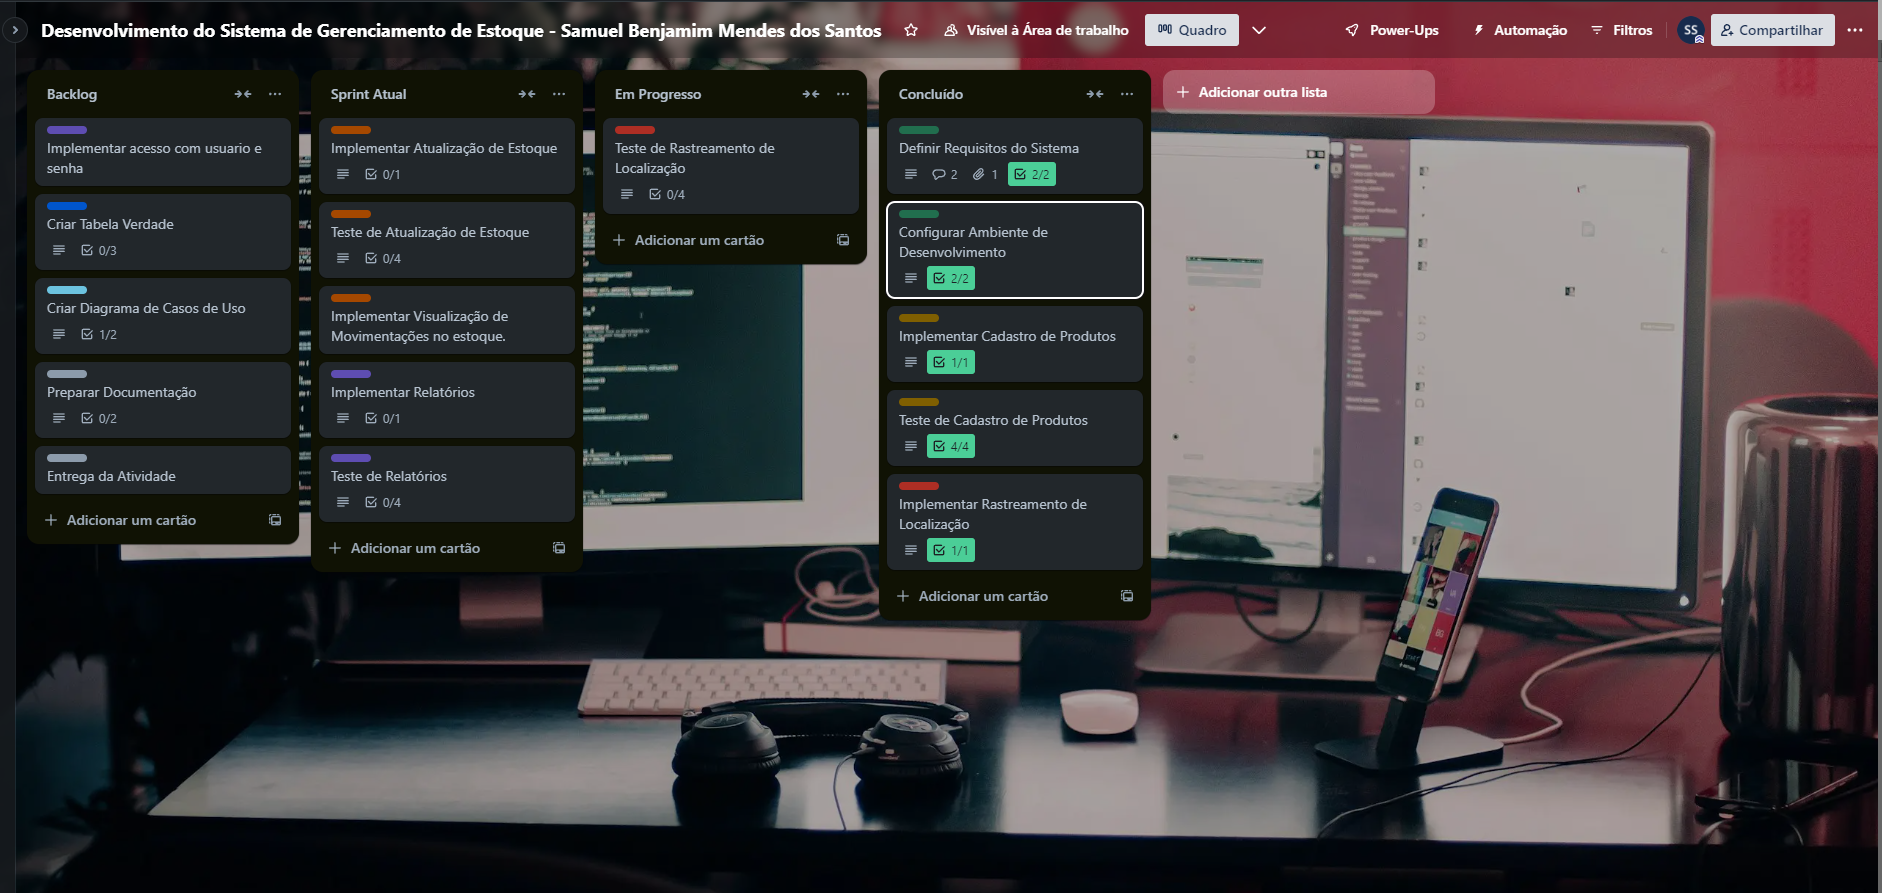 Desenvolvimento do Sistema de Gerenciamento de Estoque - Samuel Benjamim Mendes dos Santos
Visível à Área de trabalho
Quadro
Power-Ups
Automação
Filtros
SS
Compartilhar
Backlog
Implementar acesso com usuario e
senha
Criar Tabela Verdade
0/3
Criar Diagrama de Casos de Uso
1/2
Preparar Documentação
0/2
Entrega da Atividade
Adicionar um cartão
Sprint Atual
Implementar Atualização de Estoque
0/1
Teste de Atualização de Estoque
0/4
Implementar Visualização de
Movimentações no estoque.
Implementar Relatórios
0/1
Teste de Relatórios
0/4
Adicionar um cartão
Em Progresso
Teste de Rastreamento de
Localização
0/4
Adicionar um cartão
Concluído
Definir Requisitos do Sistema
2 1 2/2
Configurar Ambiente de
Desenvolvimento
2/2
Implementar Cadastro de Produtos
1/1
Teste de Cadastro de Produtos
4/4
Implementar Rastreamento de
Localização
1/1
Adicionar um cartão
Adicionar outra lista